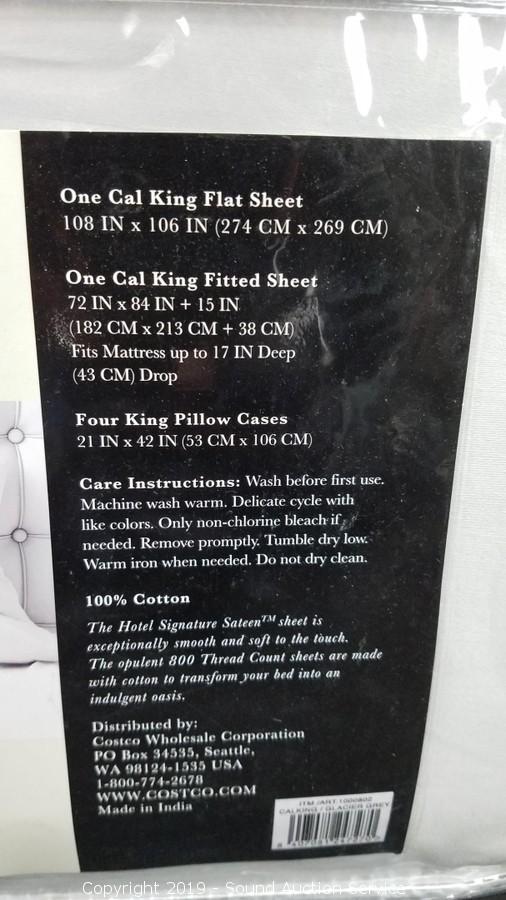 One Cal King Flat Sheet
108 IN x 106 IN (274 CM x 269 CM)
One Cal King Fitted Sheet
72 IN x 84 IN + 15 IN
(182 CM x 213 CM + 38 CM)
Fits Mattress up to 17 IN Deep
(43 CM) Drop
Four King Pillow Cases
21 IN x 42 IN (53 CM x 106 CM)
Care Instructions: Wash before first use.
Machine wash warm. Delicate cycle with
like colors. Only non-chlorine bleach if
needed. Remove promptly. Tumble dry low.
Warm iron when needed. Do not dry clean.
100% Cotton
The Hotel Signature Sateen™ sheet is
exceptionally smooth and soft to the touch.
The opulent 800 Thread Count sheets are made
with cotton to transform your bed into an
indulgent oasis.
Distributed by:
Costco Wholesale Corporation
PO Box 34535, Seattle,
WA 98124-1535 USA
1-800-774-2678
WWW.COSTCO.COM
Made in India
ITM./ART.1000802
CALKING / GLACIER GREY
Copyright 2019 - Sound Auction Service